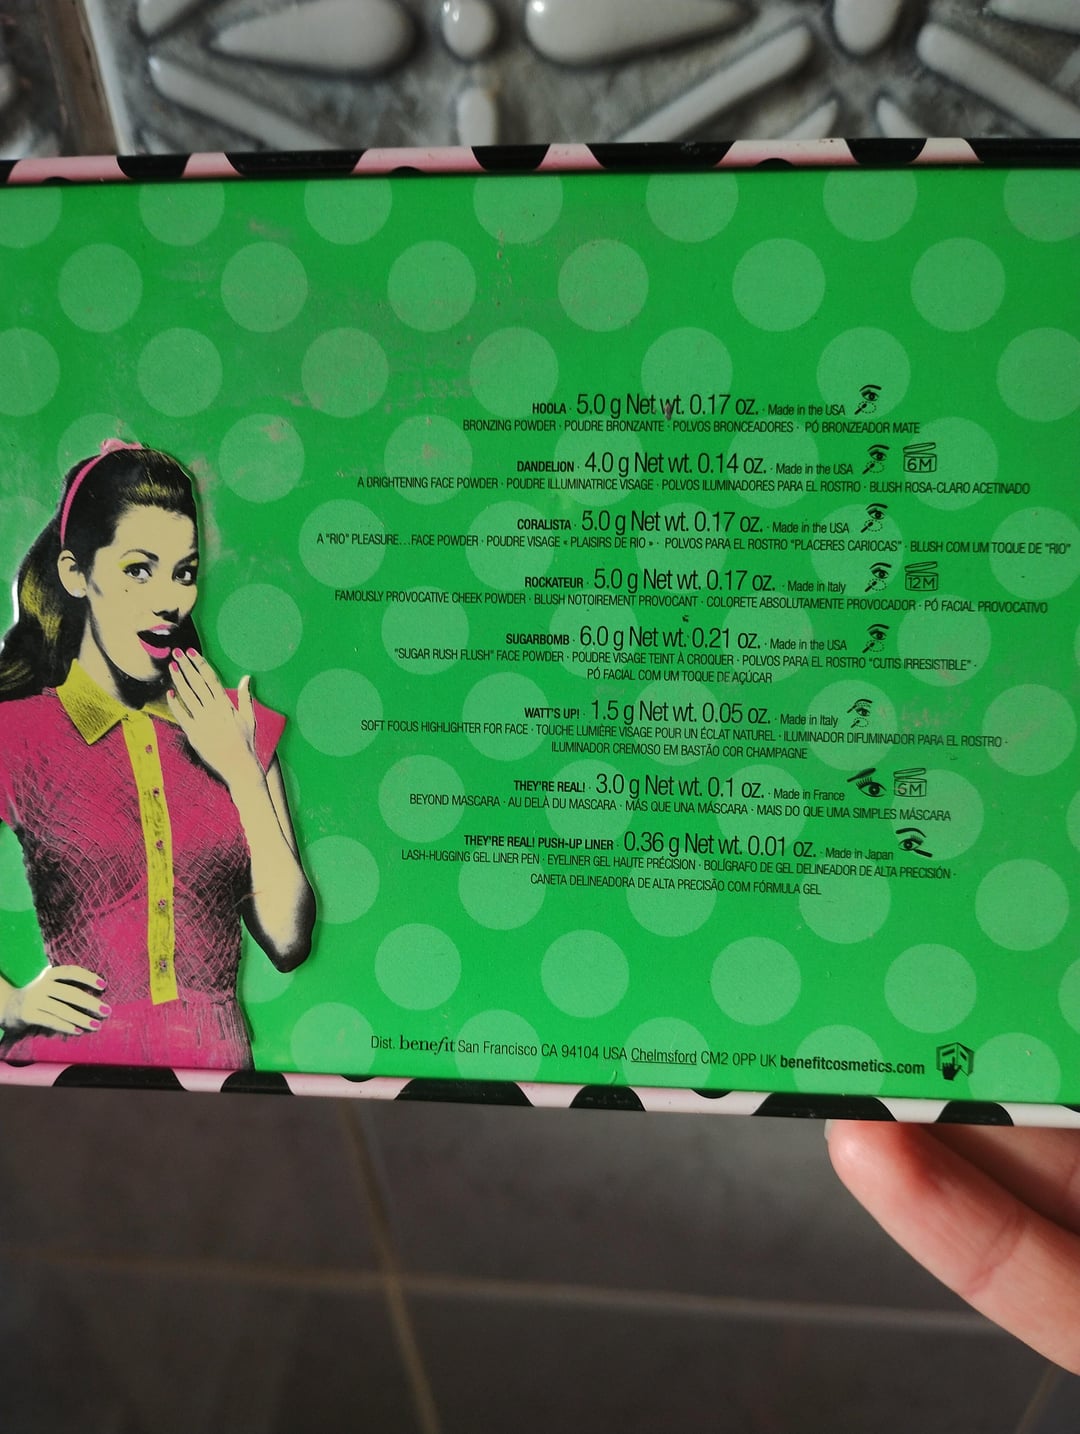 HOOLA · 5.0 g Net wt. 0.17 oz. · Made in the USA
BRONZING POWDER · POUDRE BRONZANTE · POLVOS BRONCEADORES · PÓ BRONZEADOR MATE
DANDELION · 4.0 g Net wt. 0.14 oz. · Made in the USA 6M
A BRIGHTENING FACE POWDER · POUDRE ILLUMINATRICE VISAGE · POLVOS ILUMINADORES PARA EL ROSTRO · BLUSH ROSA-CLARO ACETINADO
CORALISTA · 5.0 g Net wt. 0.17 oz. · Made in the USA
A "RIO" PLEASURE...FACE POWDER · POUDRE VISAGE « PLAISIRS DE RIO » · POLVOS PARA EL ROSTRO "PLACERES CARIOCAS" · BLUSH COM UM TOQUE DE "RIO"
ROCKATEUR · 5.0 g Net wt. 0.17 oz. · Made in Italy 12M
FAMOUSLY PROVOCATIVE CHEEK POWDER · BLUSH NOTOIREMENT PROVOCANT · COLORETE ABSOLUTAMENTE PROVOCADOR · PÓ FACIAL PROVOCATIVO
SUGARBOMB · 6.0 g Net wt. 0.21 oz. · Made in the USA
"SUGAR RUSH FLUSH" FACE POWDER · POUDRE VISAGE TEINT À CROQUER · POLVOS PARA EL ROSTRO "CUTIS IRRESISTIBLE" ·
PÓ FACIAL COM UM TOQUE DE AÇÚCAR
WATT'S UP! · 1.5 g Net wt. 0.05 oz. · Made in Italy
SOFT FOCUS HIGHLIGHTER FOR FACE · TOUCHE LUMIÈRE VISAGE POUR UN ÉCLAT NATUREL · ILUMINADOR DIFUMINADOR PARA EL ROSTRO ·
ILUMINADOR CREMOSO EM BASTÃO COR CHAMPAGNE
THEY'RE REAL! · 3.0 g Net wt. 0.1 oz. · Made in France 6M
BEYOND MASCARA · AU DELÀ DU MASCARA · MÁS QUE UNA MÁSCARA · MAIS DO QUE UMA SIMPLES MÁSCARA
THEY'RE REAL! PUSH-UP LINER · 0.36 g Net wt. 0.01 oz. · Made in Japan
LASH-HUGGING GEL LINER PEN · EYELINER GEL HAUTE PRÉCISION · BOLÍGRAFO DE GEL DELINEADOR DE ALTA PRECISIÓN ·
CANETA DELINEADORA DE ALTA PRECISÃO COM FÓRMULA GEL
Dist. benefit San Francisco CA 94104 USA Chelmsford CM2 0PP UK benefitcosmetics.com